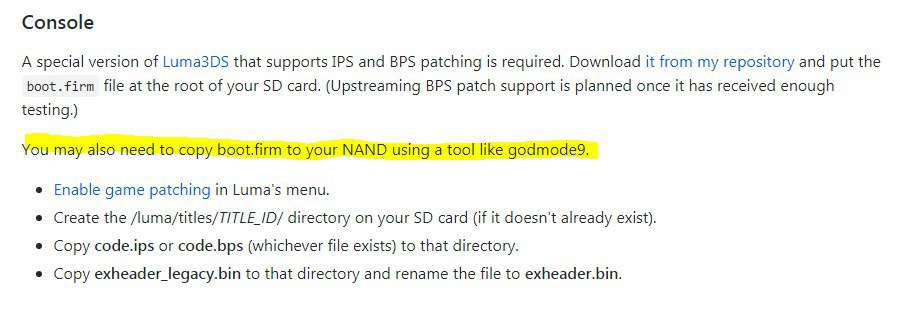 Console
A special version of Luma3DS that supports IPS and BPS patching is required. Download it from my repository and put the
boot.firm file at the root of your SD card. (Upstreaming BPS patch support is planned once it has received enough
testing.)
You may also need to copy boot.firm to your NAND using a tool like godmode9.
• Enable game patching in Luma's menu.
• Create the /luma/titles/TITLE_ID/ directory on your SD card (if it doesn't already exist).
• Copy code.ips or code.bps (whichever file exists) to that directory.
• Copy exheader_legacy.bin to that directory and rename the file to exheader.bin.